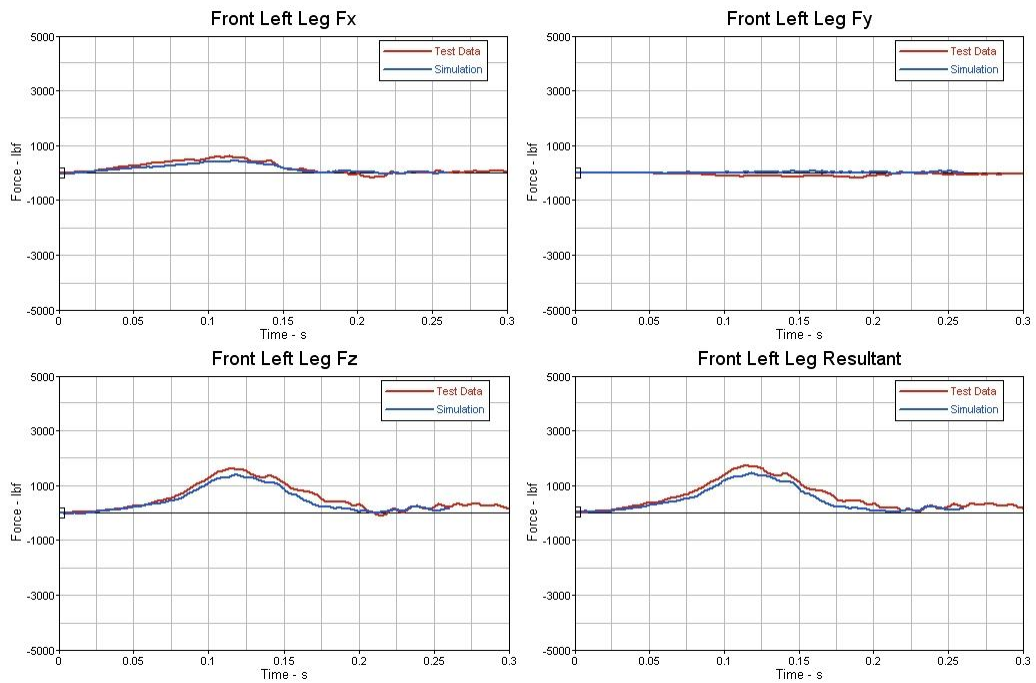 Front Left Leg Fx
Test Data
Simulation
5000
3000
1000
-1000
-3000
-5000
Force - lbf
0 0.05 0.1 0.15 0.2 0.25 0.3
Time - s
Front Left Leg Fy
Test Data
Simulation
5000
3000
1000
-1000
-3000
-5000
Force - lbf
0 0.05 0.1 0.15 0.2 0.25 0.3
Time - s
Front Left Leg Fz
Test Data
Simulation
5000
3000
1000
-1000
-3000
-5000
Force - lbf
0 0.05 0.1 0.15 0.2 0.25 0.3
Time - s
Front Left Leg Resultant
Test Data
Simulation
5000
3000
1000
-1000
-3000
-5000
Force - lbf
0 0.05 0.1 0.15 0.2 0.25 0.3
Time - s